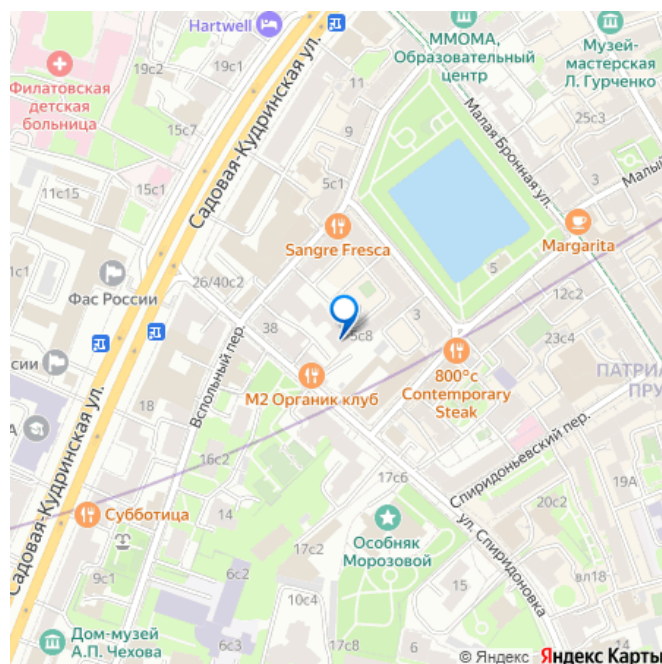 Hartwell
ММОМА,
Образовательный
центр
Музей-
мастерская
Л. Гурченко
19с2
19с1
Филатовская
детская
больница
Садовая-Кудринская ул.
11
Малая Бронная ул.
25с3
15с7
9
3
Малый
11с15
15с1
5с1
Sangre Fresca
Margarita
1с1
Фас России
26/40с2
5
12с2
38
5с8
3
23с4
сии
Вспольный пер.
М2 Органик клуб
800°с
Contemporary
Steak
ПАТРИА
ПРУ
18
А
Садовая-Кудринская ул.
16с2
17с6
Спиридоньевский пер.
19А
Субботица
14
20с2
Особняк
Морозовой
ул. Спиридоновка
17с2
9с1
6с2
15
вл18
10с4
6с2
Дом-музей
А.П. Чехова
6с2
17с8
6
© Яндекс Яндекс Карты